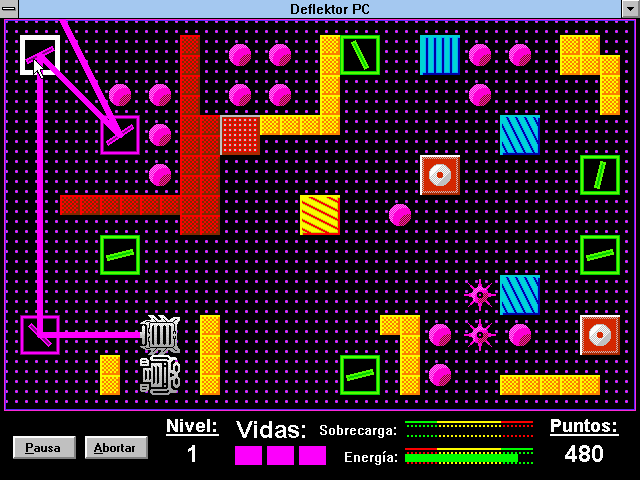 Deflektor PC
Pausa
Abortar
Nivel:
1
Vidas:
Sobrecarga:
Energía:
Puntos:
480